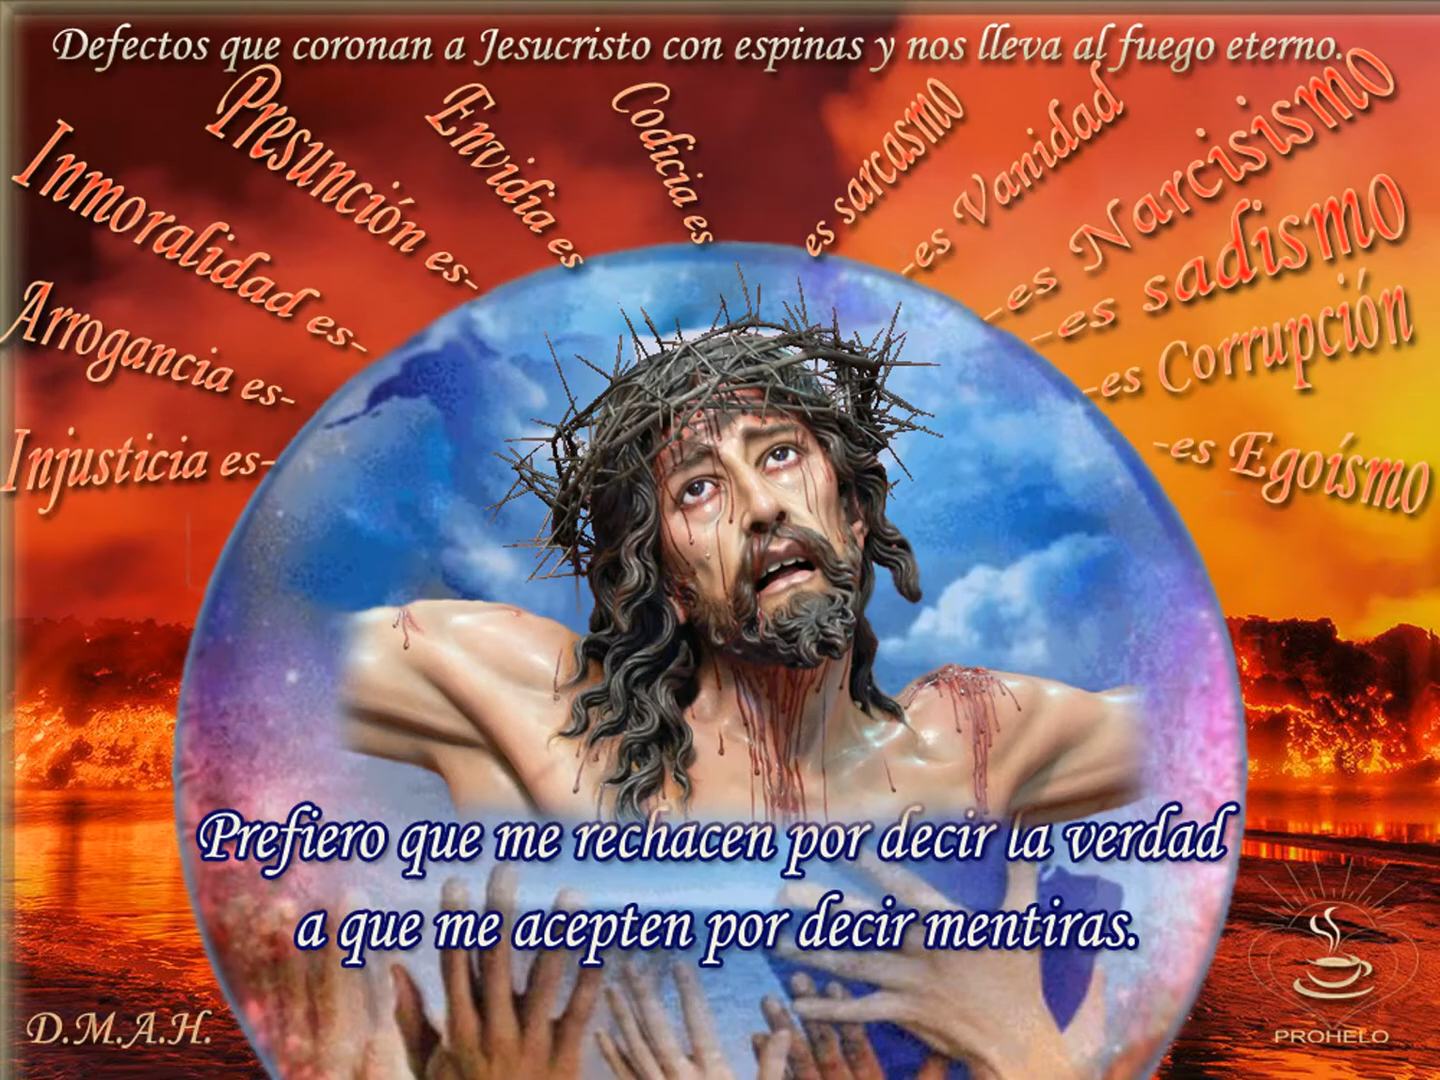 Defectos que coronan a Jesucristo con espinas y nos lleva al fuego eterno.
Injusticia es-
Arrogancia es-
Inmoralidad es-
Presunción es-
Envidia es
Codicia es
es sarcasmo
-es Vanidad
-es Narcisismo
-es sadismo
-es Corrupción
-es Egoísmo
Prefiero que me rechacen por decir la verdad
a que me acepten por decir mentiras.
D.M.A.H.
PROHELO